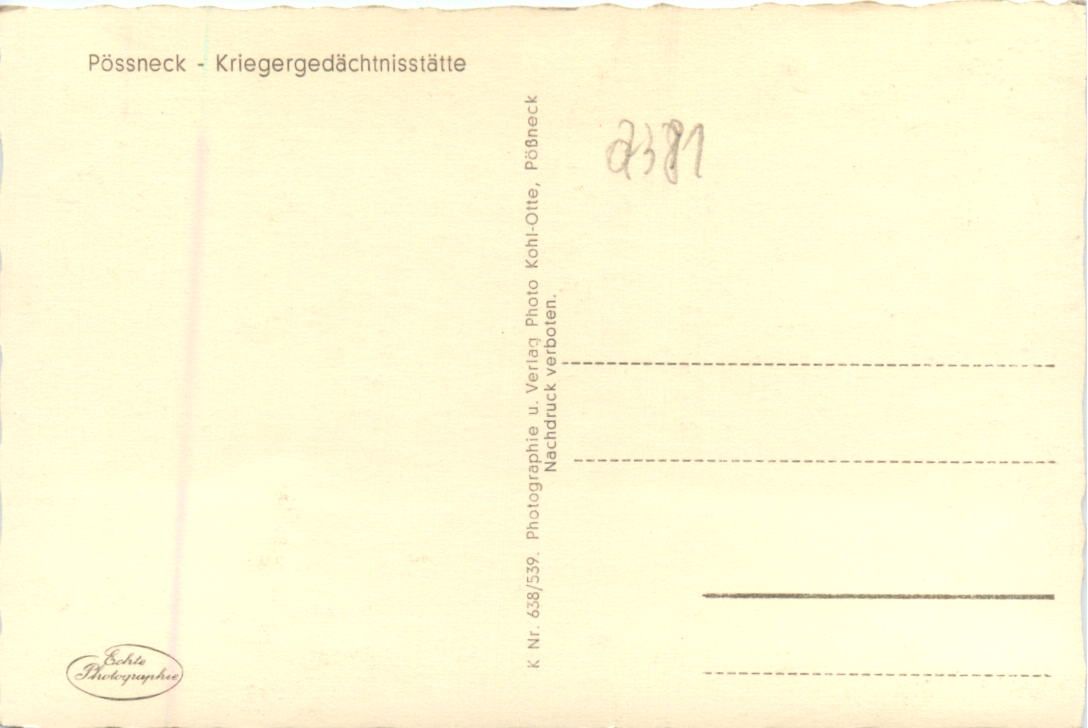 Pössneck - Kriegergedächtnisstätte
K Nr. 638/539. Photographie u. Verlag Photo Kohl-Otte, Pößneck
Nachdruck verboten.
2381
Echte
Photographie